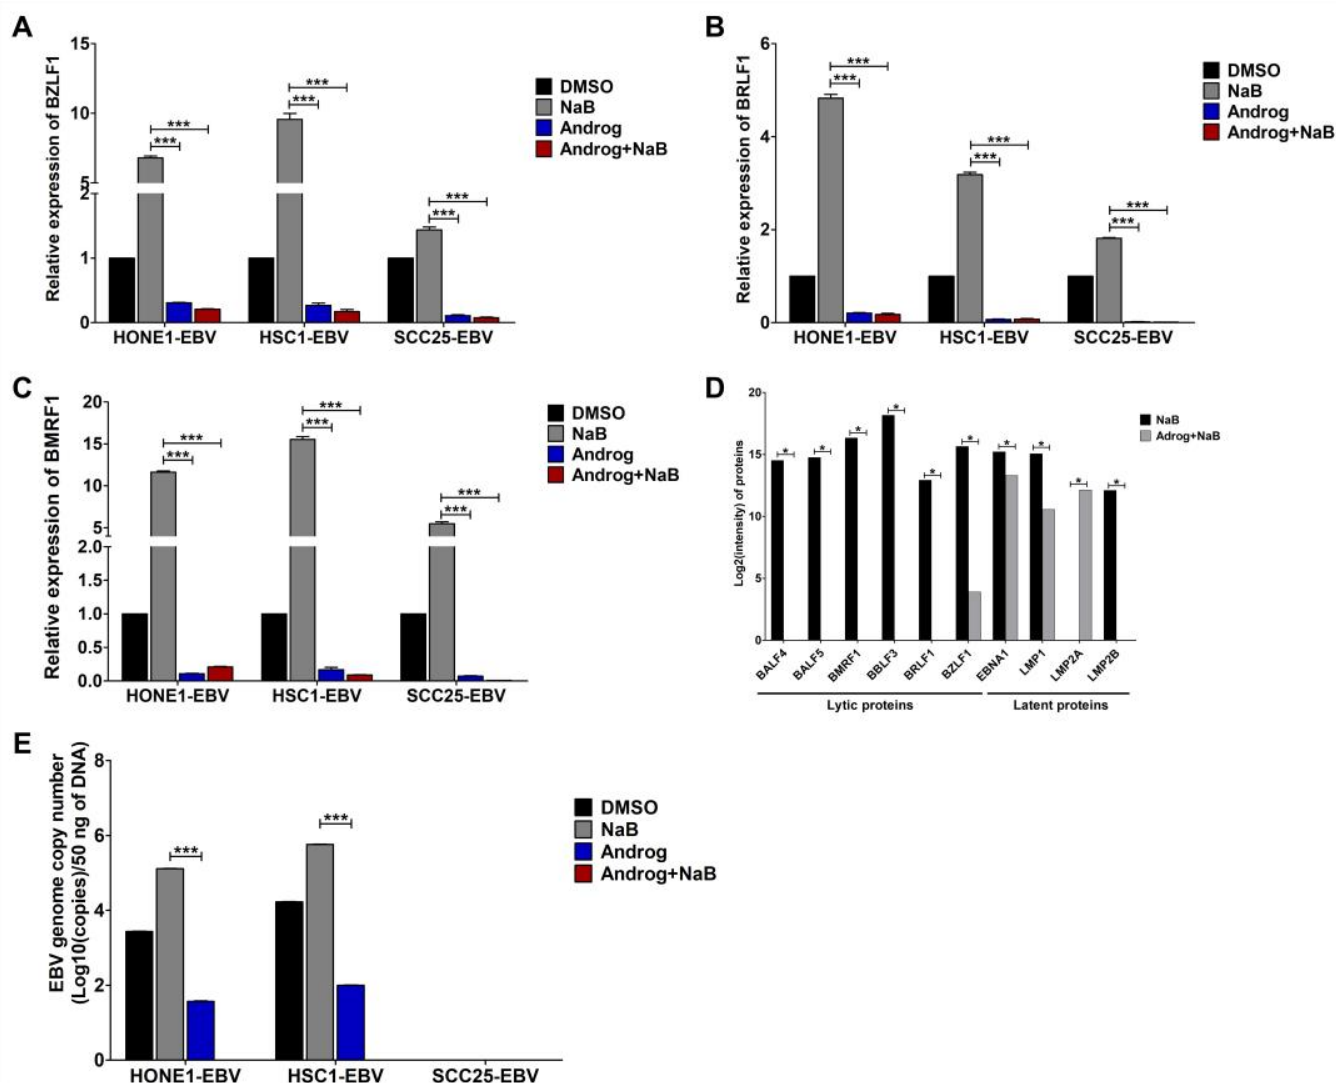 A
Relative expression of BZLF1
15
10
5
2
1
0
***
***
***
***
***
***
HONE1-EBV
HSC1-EBV
SCC25-EBV
DMSO
NaB
Androg
Androg+NaB
B
Relative expression of BRLF1
6
4
2
0
***
***
***
***
***
***
HONE1-EBV
HSC1-EBV
SCC25-EBV
DMSO
NaB
Androg
Androg+NaB
C
Relative expression of BMRF1
20
15
10
5
2.0
1.5
1.0
0.5
0.0
***
***
***
***
***
***
HONE1-EBV
HSC1-EBV
SCC25-EBV
DMSO
NaB
Androg
Androg+NaB
D
Log2(intensity) of proteins
20
15
10
5
0
*
*
*
*
*
*
*
*
*
*
BALF4
BALF5
BMRF1
BBLF3
BRLF1
BZLF1
EBNA1
LMP1
LMP2A
LMP2B
Lytic proteins
Latent proteins
NaB
Adrog+NaB
E
EBV genome copy number
(Log10(copies)/50 ng of DNA)
8
6
4
2
0
***
***
HONE1-EBV
HSC1-EBV
SCC25-EBV
DMSO
NaB
Androg
Androg+NaB